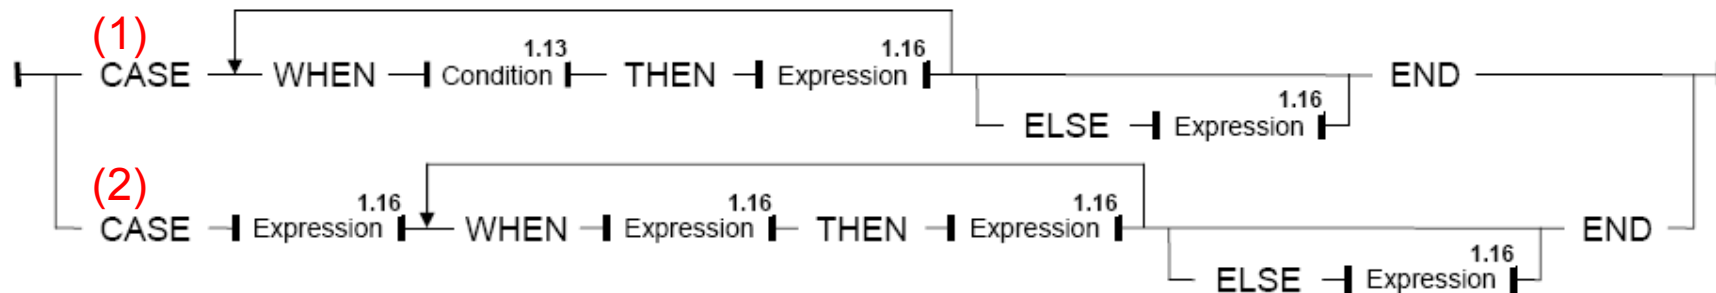 (1)
1.13 1.16
CASE WHEN Condition THEN Expression END
1.16
ELSE Expression
(2)
1.16 1.16 1.16
CASE Expression WHEN Expression THEN Expression END
1.16
ELSE Expression